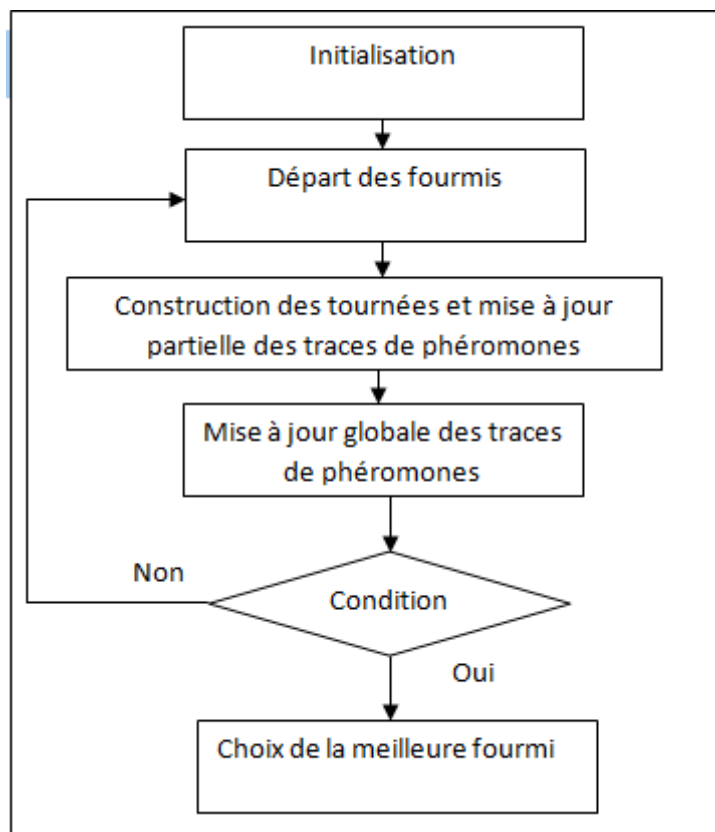 Initialisation
Départ des fourmis
Construction des tournées et mise à jour
partielle des traces de phéromones
Mise à jour globale des traces
de phéromones
Non
Condition
Oui
Choix de la meilleure fourmi